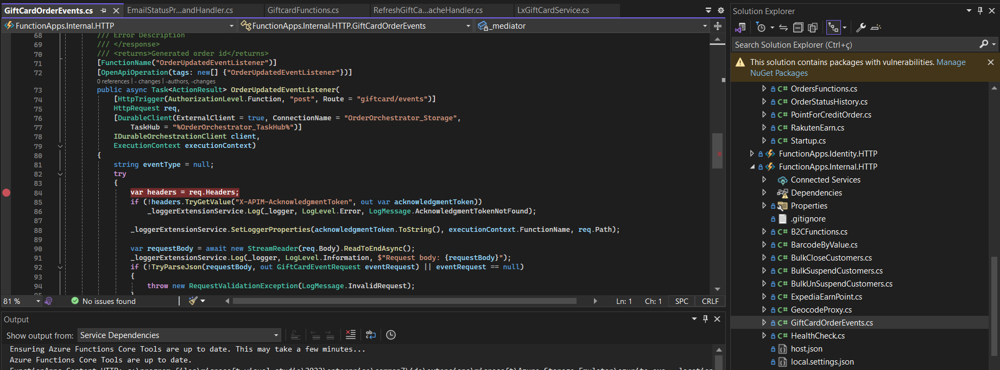 GiftCardOrderEvents.cs
EmailStatusPr...andHandler.cs
GiftcardFunctions.cs
RefreshGiftCa...acheHandler.cs
LxGiftCardService.cs
FunctionApps.Internal.HTTP
FunctionApps.Internal.HTTP.GiftCardOrderEvents
_mediator
68 /// Error Description
69 /// </response>
70 /// <returns>Generated order id</returns>
71 [FunctionName("OrderUpdatedEventListener")]
72 [OpenApiOperation(tags: new[] {"OrderUpdatedEventListener"})]
0 references | - changes | -authors, -changes
73 public async Task<ActionResult> OrderUpdatedEventListener(
74 [HttpTrigger(AuthorizationLevel.Function, "post", Route = "giftcard/events")]
75 HttpRequest req,
76 [DurableClient(ExternalClient = true, ConnectionName = "OrderOrchestrator_Storage",
77 TaskHub = "%OrderOrchestrator_TaskHub%")]
78 IDurableOrchestrationClient client,
79 ExecutionContext executionContext)
80 {
81 string eventType = null;
82 try
83 {
84 var headers = req.Headers;
85 if (!headers.TryGetValue("X-APIM-AcknowledgmentToken", out var acknowledgmentToken))
86 _loggerExtensionService.Log(_logger, LogLevel.Error, LogMessage.AcknowledgmentTokenNotFound);
87
88 _loggerExtensionService.SetLoggerProperties(acknowledgmentToken.ToString(), executionContext.FunctionName, req.Path);
89
90 var requestBody = await new StreamReader(req.Body).ReadToEndAsync();
91 _loggerExtensionService.Log(_logger, LogLevel.Information, $"Request body: {requestBody}");
92 if (!TryParseJson(requestBody, out GiftCardEventRequest eventRequest) || eventRequest == null)
93 {
94 throw new RequestValidationException(LogMessage.InvalidRequest);
95 }
81 %
No issues found
Ln: 1 Ch: 1 SPC CRLF
Output
Show output from: Service Dependencies
Ensuring Azure Functions Core Tools are up to date. This may take a few minutes...
Azure Functions Core Tools are up to date.
Solution Explorer
Search Solution Explorer (Ctrl+ç)
This solution contains packages with vulnerabilities. Manage
NuGet Packages
C# OrdersFunctions.cs
C# OrderStatusHistory.cs
C# PointForCreditOrder.cs
C# RakutenEarn.cs
C# Startup.cs
FunctionApps.Identity.HTTP
FunctionApps.Internal.HTTP
Connected Services
Dependencies
Properties
.gitignore
C# B2CFunctions.cs
C# BarcodeByValue.cs
C# BulkCloseCustomers.cs
C# BulkSuspendCustomers.cs
C# BulkUnSuspendCustomers.cs
C# ExpediaEarnPoint.cs
C# GeocodeProxy.cs
C# GiftCardOrderEvents.cs
C# HealthCheck.cs
host.json
local.settings.json